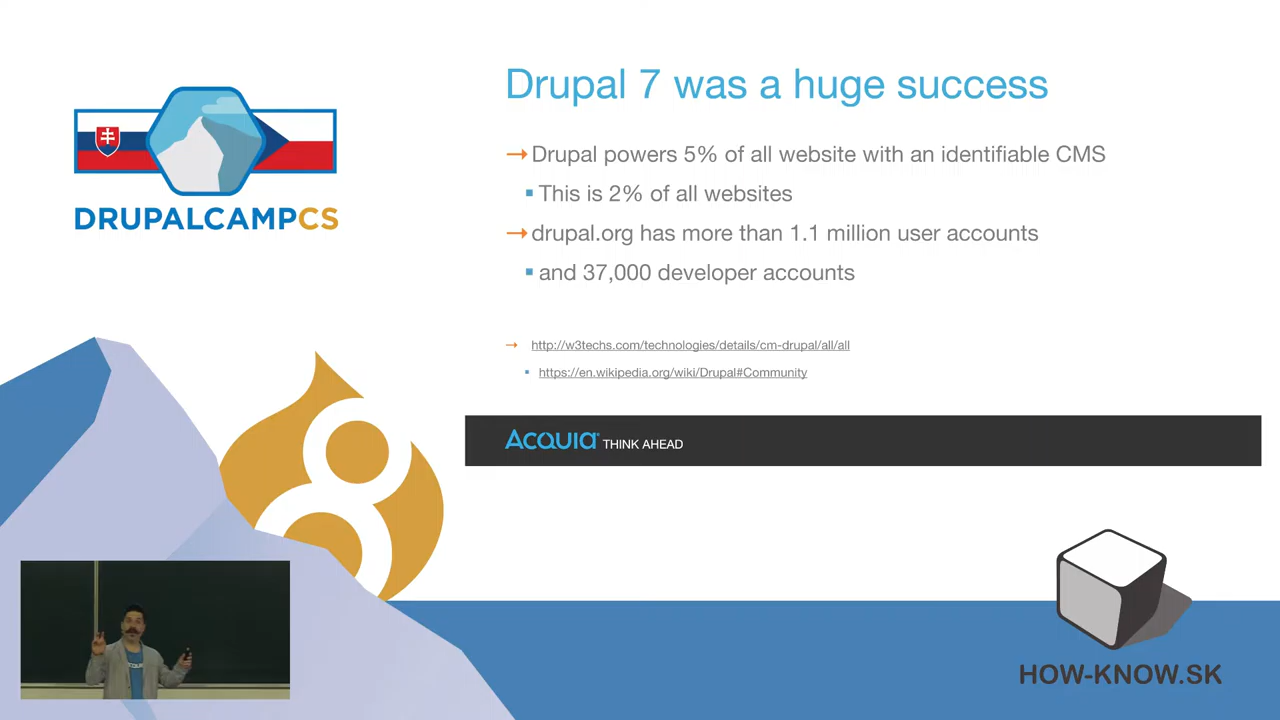 Drupal 7 was a huge success
→ Drupal powers 5% of all website with an identifiable CMS
▪ This is 2% of all websites
→ drupal.org has more than 1.1 million user accounts
▪ and 37,000 developer accounts
→ http://w3techs.com/technologies/details/cm-drupal/all/all
▪ https://en.wikipedia.org/wiki/Drupal#Community
ACQUIA THINK AHEAD
DRUPALCAMPCS
8
HOW-KNOW.SK